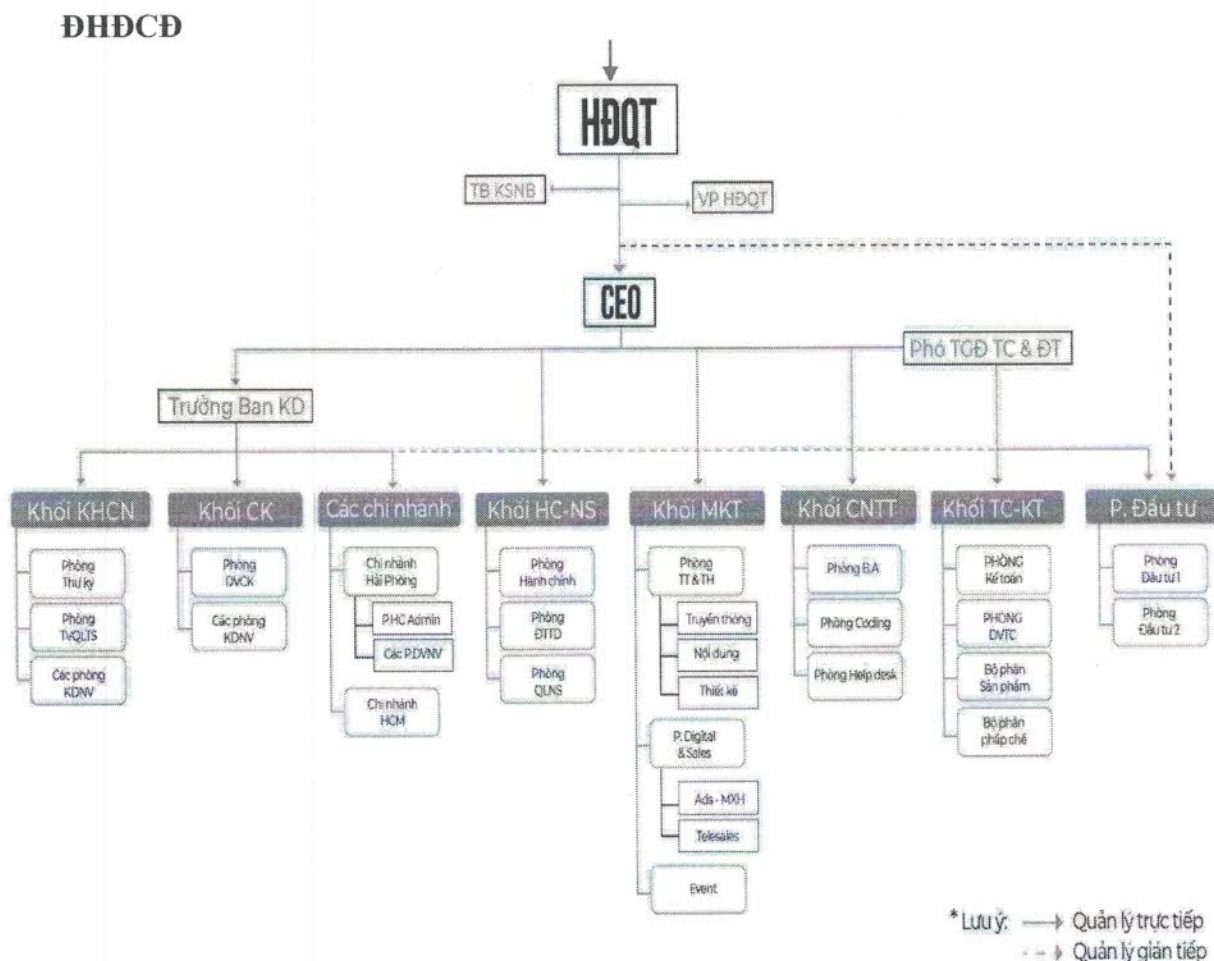 ĐHĐCĐ
HĐQT
TB KSNB
VP HĐQT
CEO
Phó TGĐ TC & ĐT
Trưởng Ban KD
Khối KHCN
Khối CK
Các chi nhánh
Khối HC-NS
Khối MKT
Khối CNTT
Khối TC-KT
P. Đầu tư
Phòng
Thư ký
Phòng
TVQLTS
Các phòng
KDNV
Phòng
DVCK
Các phòng
KDNV
Chi nhánh
Hải Phòng
P.HC Admin
Các P.DVNV
Chi nhánh
HCM
Phòng
Hành chính
Phòng
ĐTTD
Phòng
QLNS
Phòng
TT & TH
Truyền thông
Nội dung
Thiết kế
P. Digital
& Sales
Ads - MXH
Telesales
Event
Phòng B.A
Phòng Coding
Phòng Help desk
PHÒNG
Kế toán
PHÒNG
DVTC
Bộ phận
Sản phẩm
Bộ phận
pháp chế
Phòng
Đầu tư 1
Phòng
Đầu tư 2
* Lưu ý: Quản lý trực tiếp
Quản lý gián tiếp